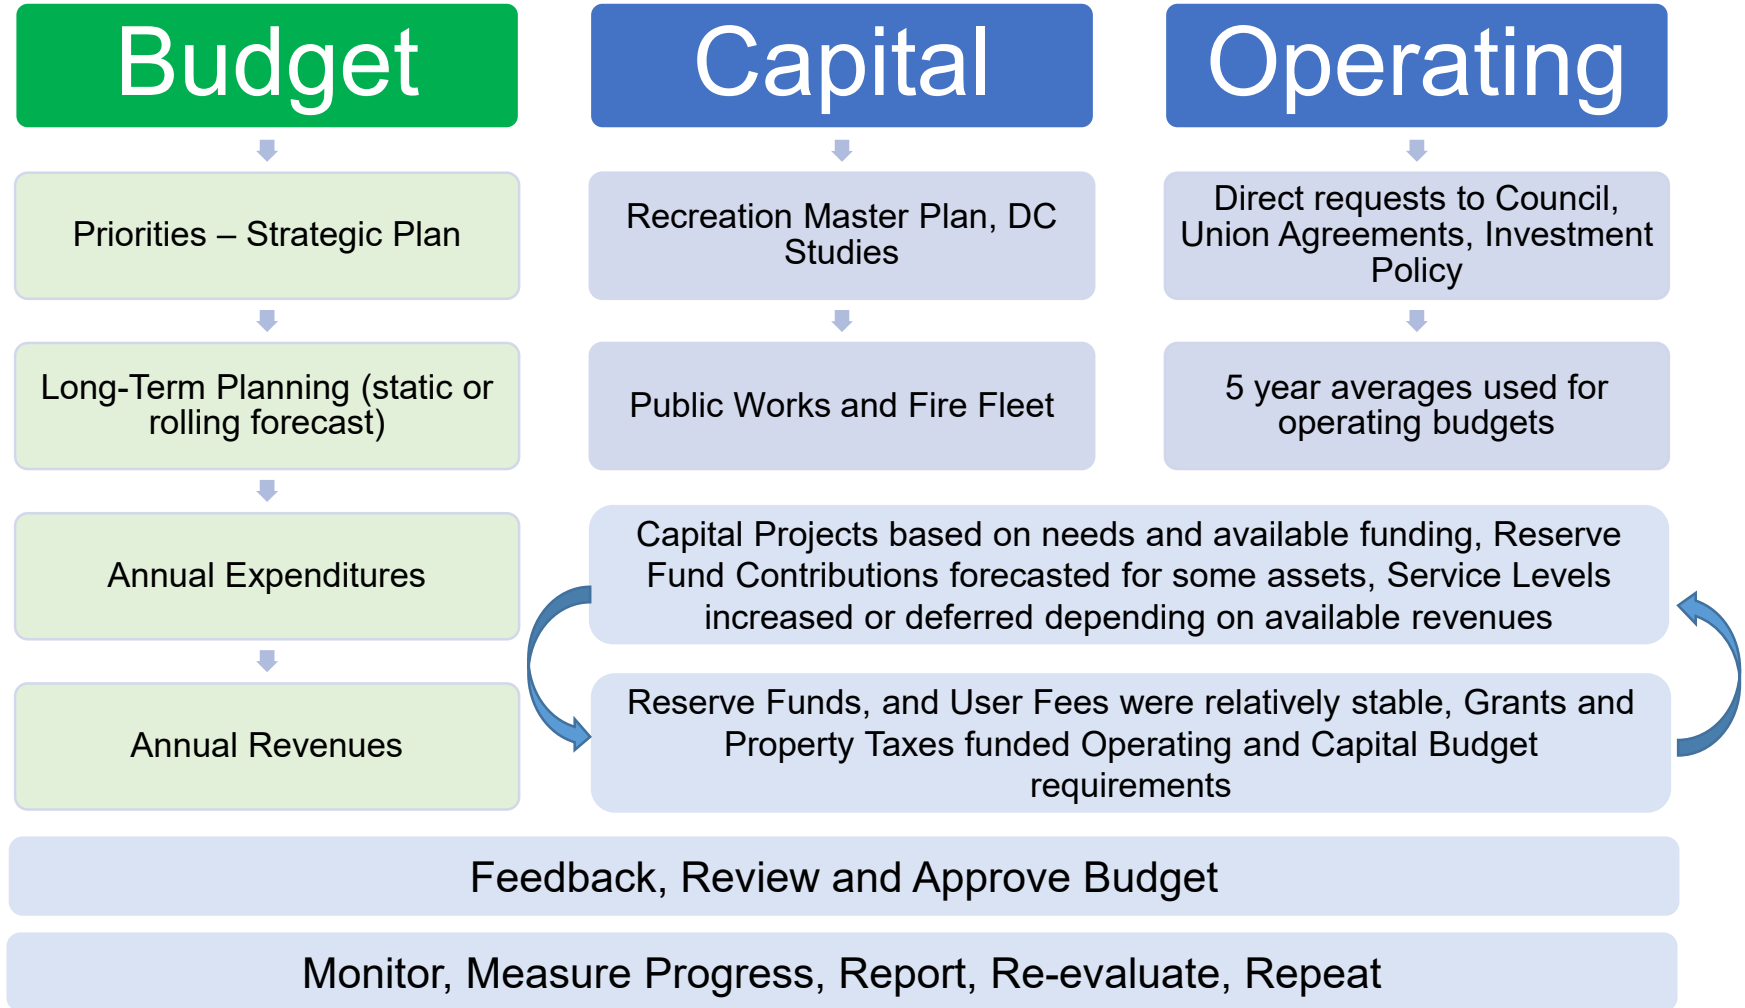 Budget
Capital
Operating
Priorities – Strategic Plan
Recreation Master Plan, DC
Studies
Direct requests to Council,
Union Agreements, Investment
Policy
Long-Term Planning (static or
rolling forecast)
Public Works and Fire Fleet
5 year averages used for
operating budgets
Annual Expenditures
Capital Projects based on needs and available funding, Reserve
Fund Contributions forecasted for some assets, Service Levels
increased or deferred depending on available revenues
Annual Revenues
Reserve Funds, and User Fees were relatively stable, Grants and
Property Taxes funded Operating and Capital Budget
requirements
Feedback, Review and Approve Budget
Monitor, Measure Progress, Report, Re-evaluate, Repeat